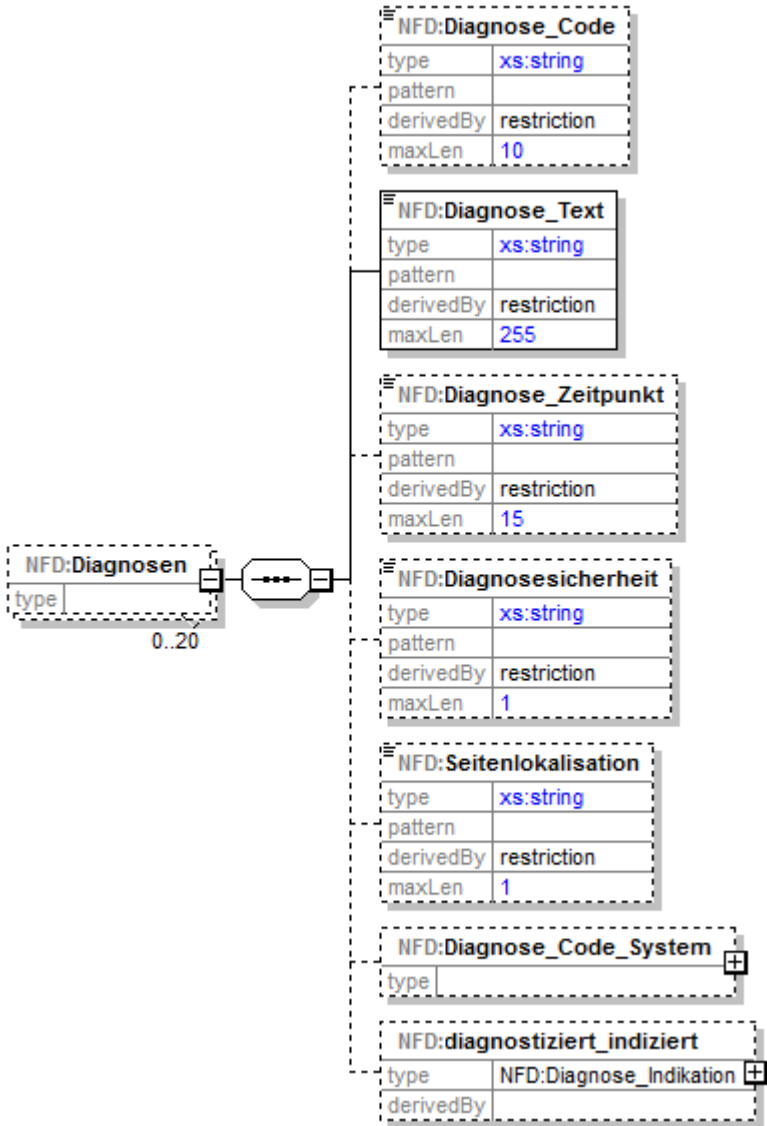 NFD:Diagnose_Code
type xs:string
pattern
derivedBy restriction
maxLen 10
NFD:Diagnose_Text
type xs:string
pattern
derivedBy restriction
maxLen 255
NFD:Diagnose_Zeitpunkt
type xs:string
pattern
derivedBy restriction
maxLen 15
NFD:Diagnosen
type
0..20
NFD:Diagnosesicherheit
type xs:string
pattern
derivedBy restriction
maxLen 1
NFD:Seitenlokalisation
type xs:string
pattern
derivedBy restriction
maxLen 1
NFD:Diagnose_Code_System
type
NFD:diagnostiziert_indiziert
type NFD:Diagnose_Indikation
derivedBy